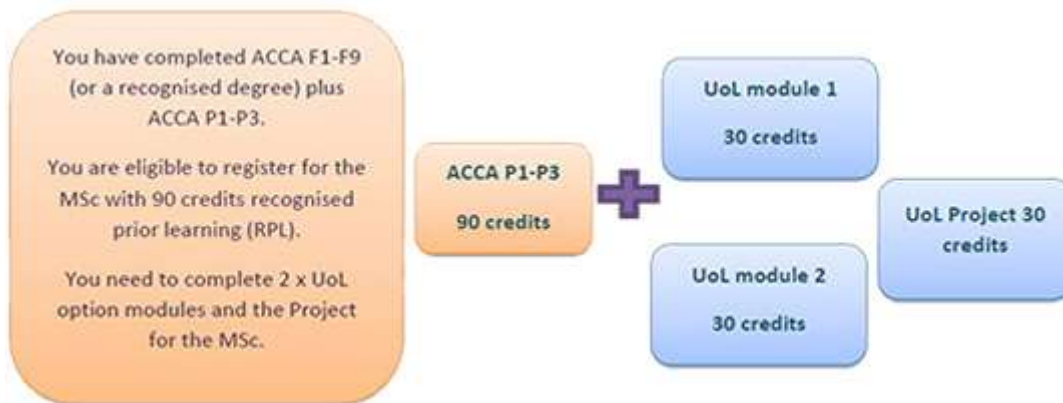 You have completed ACCA F1-F9
(or a recognised degree) plus
ACCA P1-P3.
You are eligible to register for the
MSc with 90 credits recognised
prior learning (RPL).
You need to complete 2 x UoL
option modules and the Project
for the MSc.
ACCA P1-P3
90 credits
UoL module 1
30 credits
UoL module 2
30 credits
UoL Project 30
credits